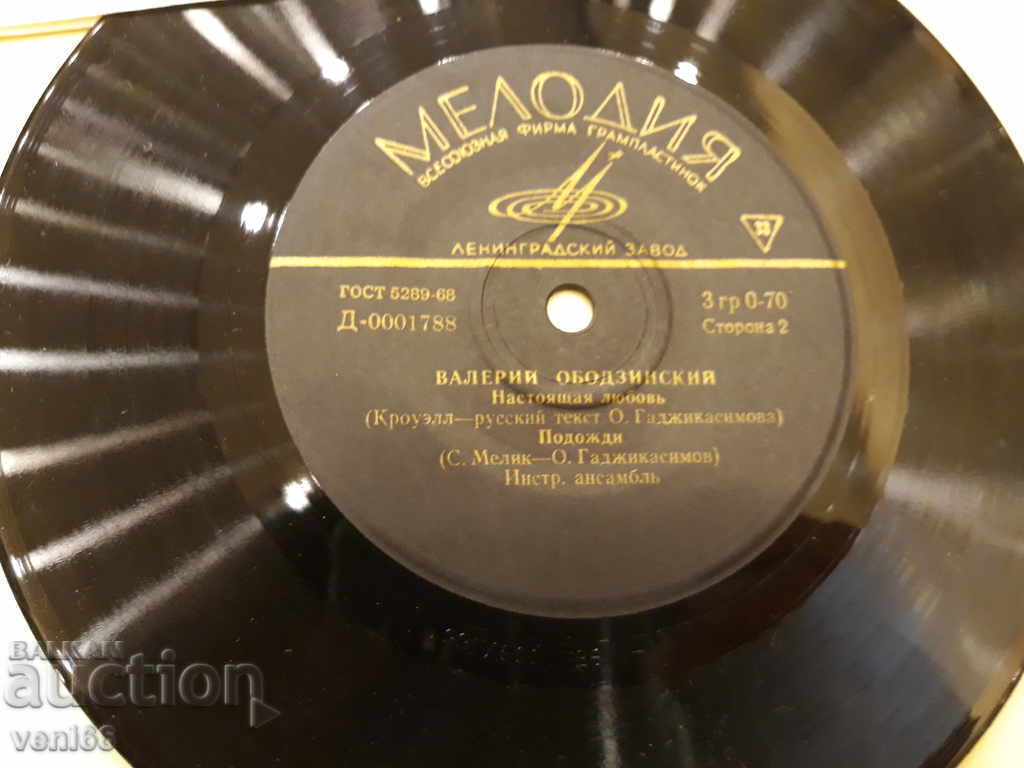 МЕЛОДИЯ
ВСЕСОЮЗНАЯ ФИРМА ГРАМПЛАСТИНОК
ЛЕНИНГРАДСКИЙ ЗАВОД
33
ГОСТ 5289-68
3 гр 0-70
Д-0001788
Сторона 2
ВАЛЕРИЙ ОБОДЗИНСКИЙ
Настоящая любовь
(Кроуэлл—русский текст О. Гаджикасимова)
Подожди
(С. Мелик—О. Гаджикасимов)
Инстр. ансамбль
BALKAN
auction
veni66